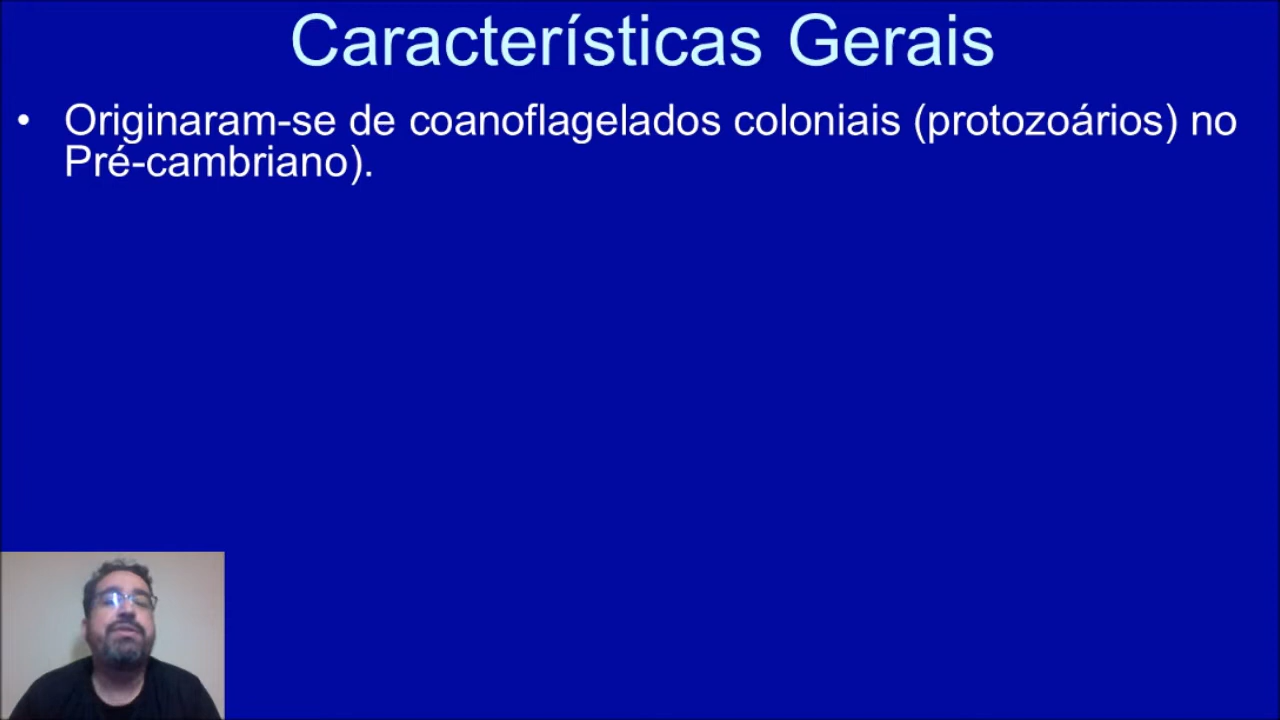 Características Gerais
• Originaram-se de coanoflagelados coloniais (protozoários) no
Pré-cambriano).